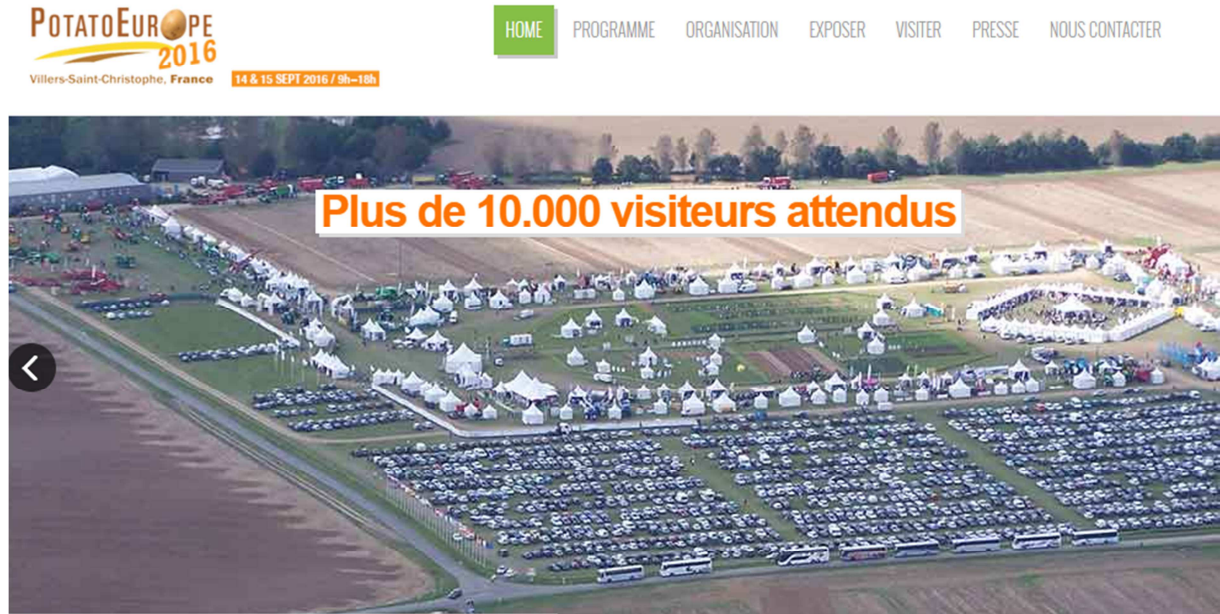 POTATOEUROPE
2016
Villers-Saint-Christophe, France
14 & 15 SEPT 2016 / 9h–18h
HOME PROGRAMME ORGANISATION EXPOSER VISITER PRESSE NOUS CONTACTER
Plus de 10.000 visiteurs attendus